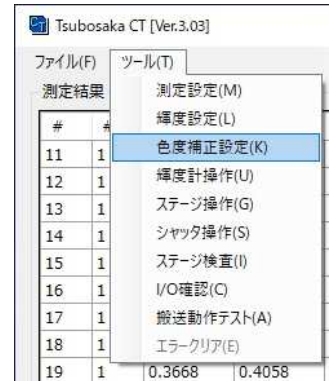 Tsubosaka CT [Ver.3.03]
ファイル(F) ツール(T)
測定結果
測定設定(M)
輝度設定(L)
色度補正設定(K)
輝度計操作(U)
ステージ操作(G)
シャッタ操作(S)
ステージ検査(I)
I/O確認(C)
搬送動作テスト(A)
エラークリア(E)
# #
11 1
12 1
13 1
14 1
15 1
16 1
17 1
18 1
19 1 0.3668 0.4058